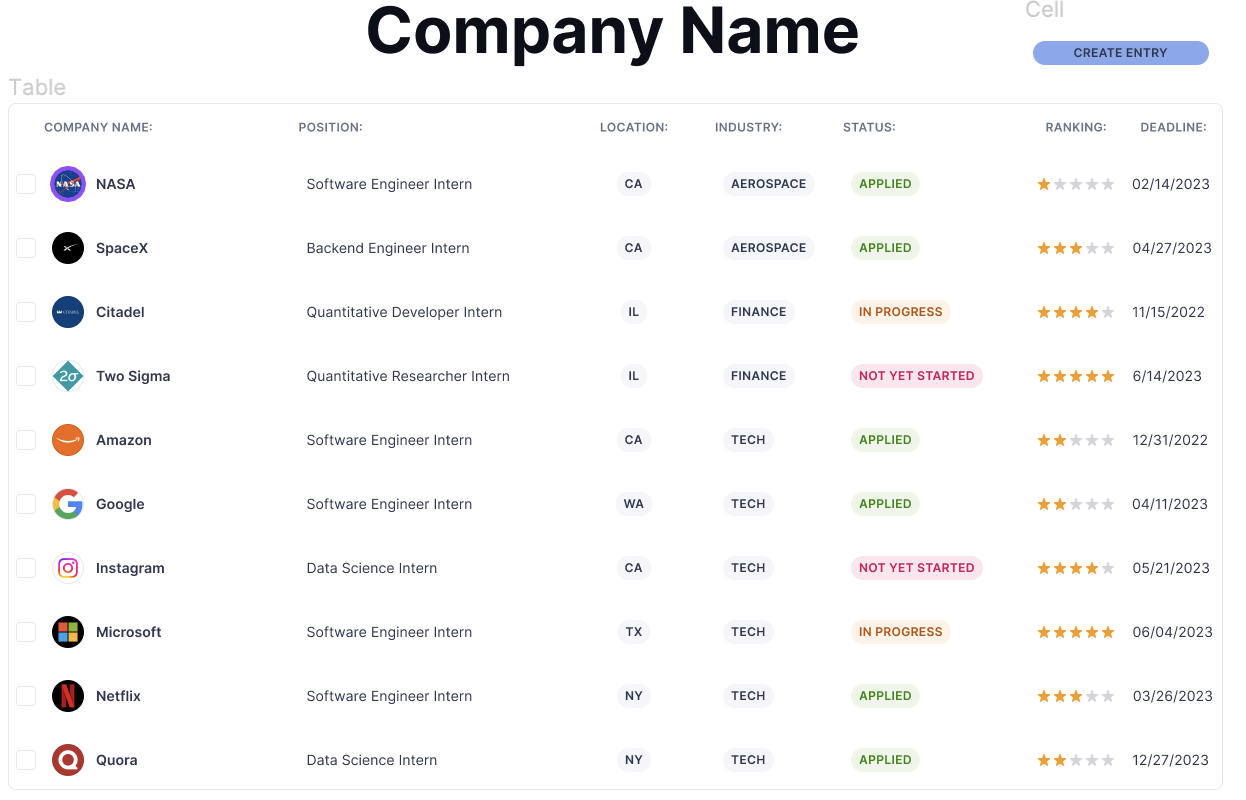 Company Name
Cell
CREATE ENTRY
Table
COMPANY NAME: POSITION: LOCATION: INDUSTRY: STATUS: RANKING: DEADLINE:
NASA NASA Software Engineer Intern CA AEROSPACE APPLIED 02/14/2023
SpaceX Backend Engineer Intern CA AEROSPACE APPLIED 04/27/2023
CITADEL Citadel Quantitative Developer Intern IL FINANCE IN PROGRESS 11/15/2022
2σ Two Sigma Quantitative Researcher Intern IL FINANCE NOT YET STARTED 6/14/2023
Amazon Software Engineer Intern CA TECH APPLIED 12/31/2022
G Google Software Engineer Intern WA TECH APPLIED 04/11/2023
Instagram Data Science Intern CA TECH NOT YET STARTED 05/21/2023
Microsoft Software Engineer Intern TX TECH IN PROGRESS 06/04/2023
N Netflix Software Engineer Intern NY TECH APPLIED 03/26/2023
Q Quora Data Science Intern NY TECH APPLIED 12/27/2023